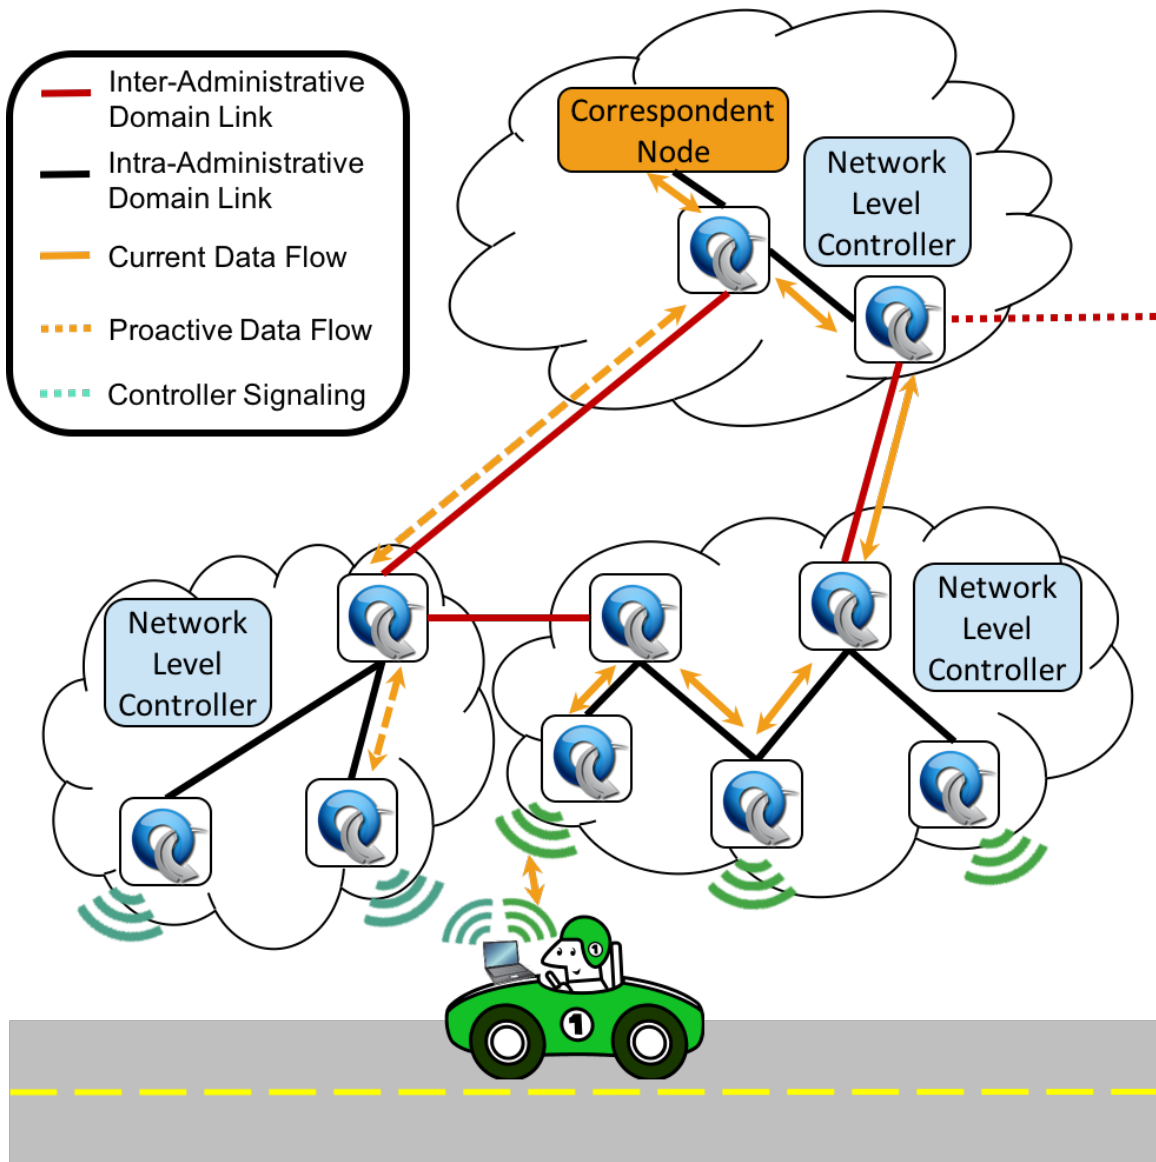 Inter-Administrative
Domain Link
Intra-Administrative
Domain Link
Current Data Flow
Proactive Data Flow
Controller Signaling
Correspondent
Node
Network
Level
Controller
Network
Level
Controller
Network
Level
Controller
1
1